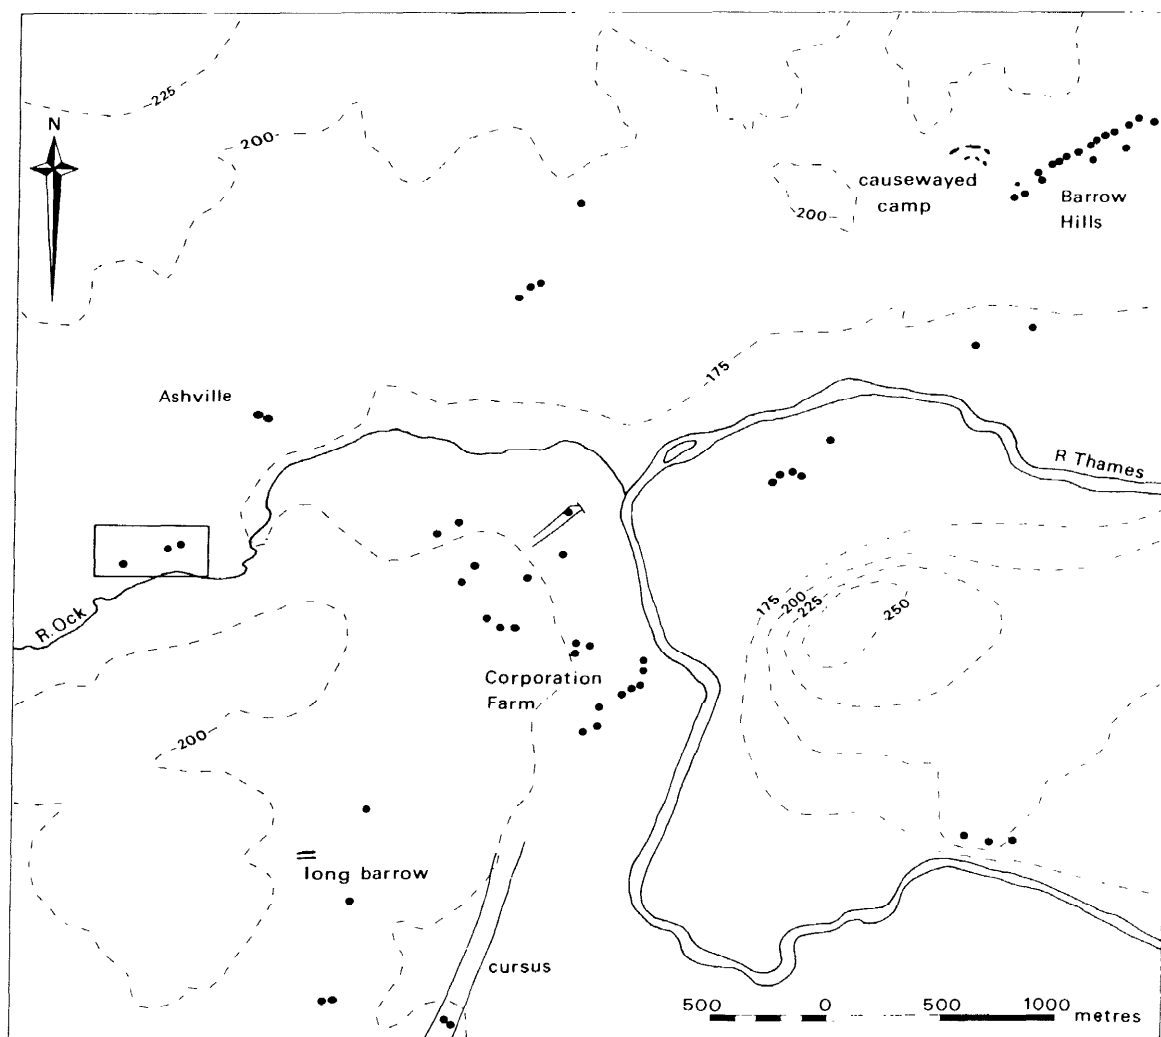 225
N
200
causewayed
camp
Barrow
Hills
200
175
Ashville
R Thames
R. Ock
175
200
225
250
Corporation
Farm
200
long barrow
cursus
500 0 500 1000 metres